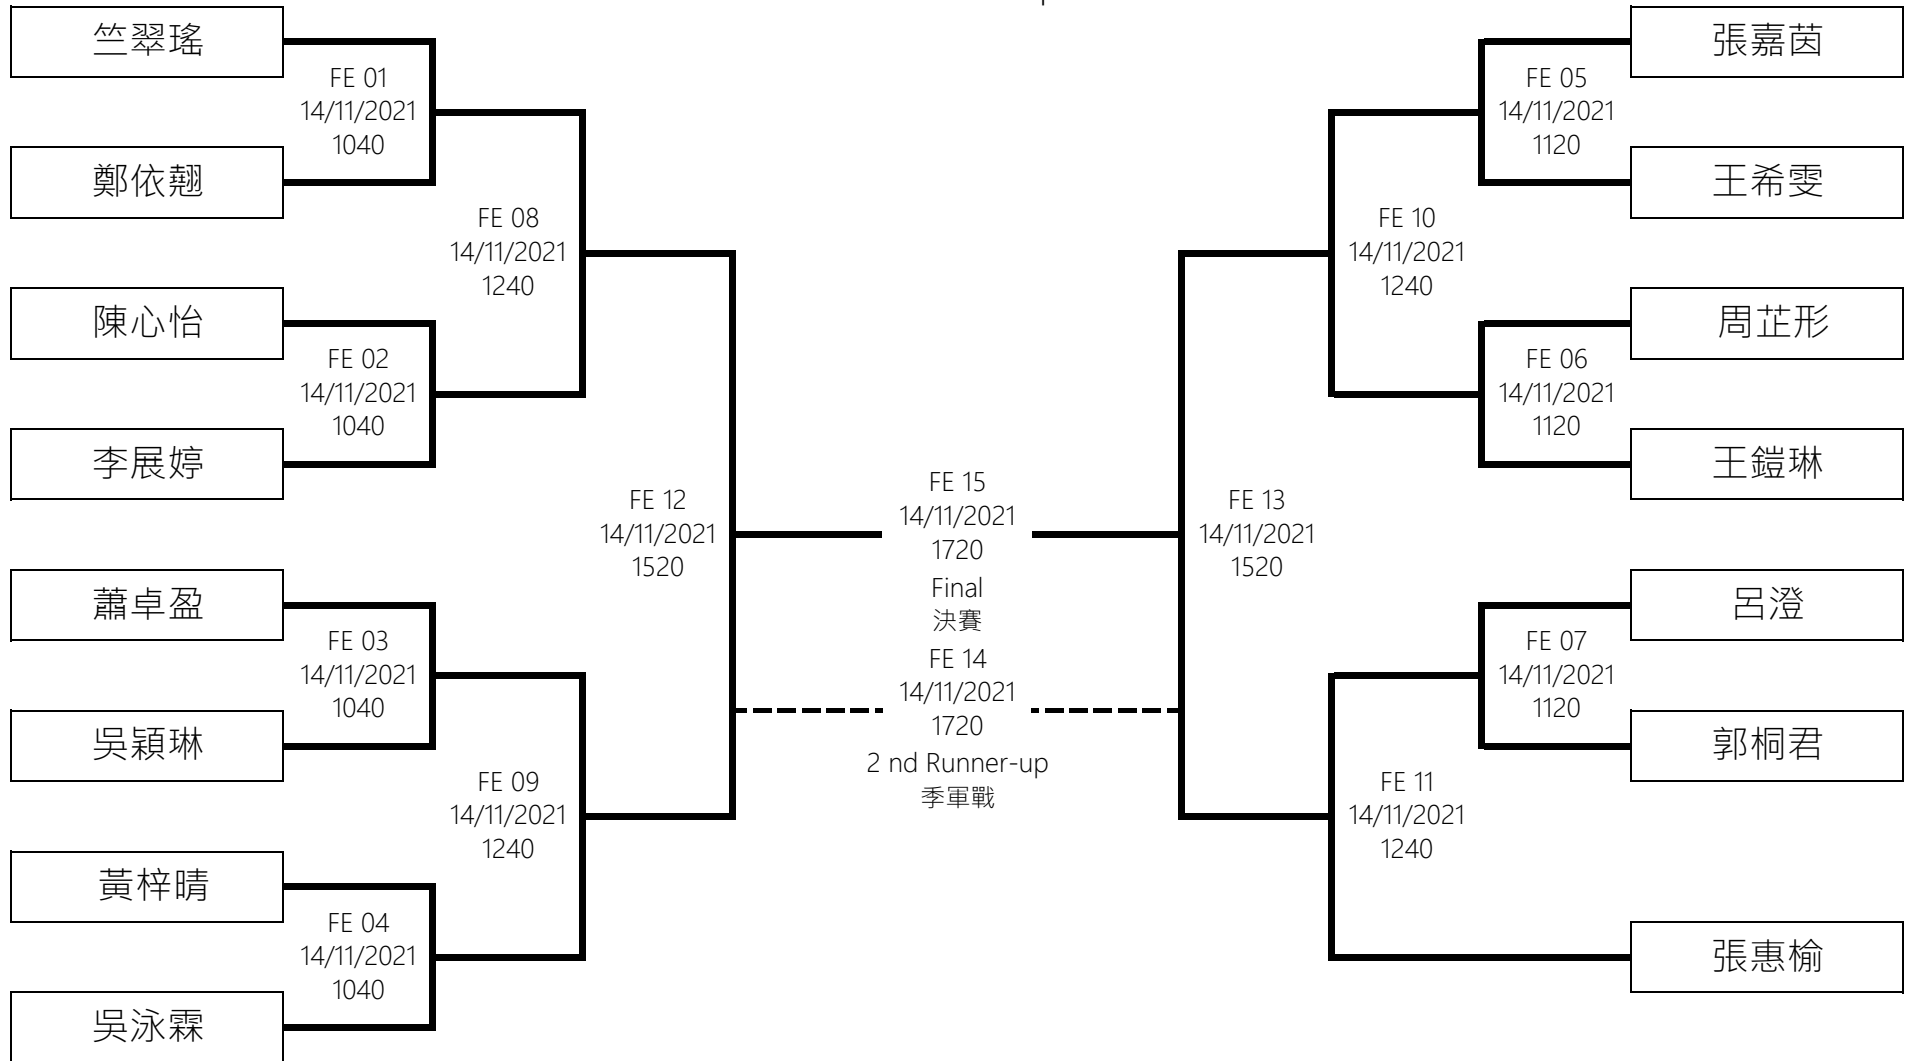 竺翠瑤
FE 01
14/11/2021
1040
鄭依翹
FE 08
14/11/2021
1240
陳心怡
FE 02
14/11/2021
1040
李展婷
FE 12
14/11/2021
1520
蕭卓盈
FE 03
14/11/2021
1040
吳穎琳
FE 09
14/11/2021
1240
黃梓晴
FE 04
14/11/2021
1040
吳泳霖
FE 15
14/11/2021
1720
Final
決賽
FE 14
14/11/2021
1720
2 nd Runner-up
季軍戰
張嘉茵
FE 05
14/11/2021
1120
王希雯
FE 10
14/11/2021
1240
周芷彤
FE 06
14/11/2021
1120
王鎧琳
FE 13
14/11/2021
1520
呂澄
FE 07
14/11/2021
1120
郭桐君
FE 11
14/11/2021
1240
張惠榆